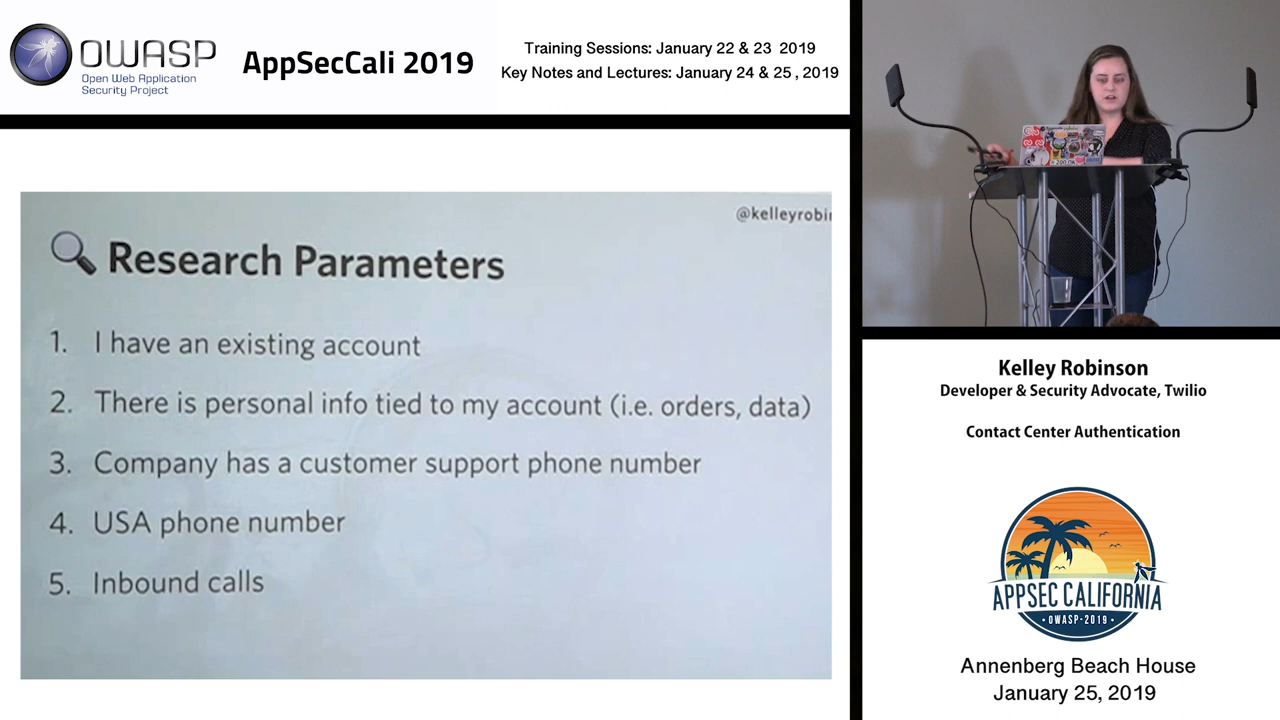 OWASP
Open Web Application
Security Project
AppSecCali 2019
Training Sessions: January 22 & 23 2019
Key Notes and Lectures: January 24 & 25 , 2019
@kelleyrobin
Research Parameters
1. I have an existing account
2. There is personal info tied to my account (i.e. orders, data)
3. Company has a customer support phone number
4. USA phone number
5. Inbound calls
Kelley Robinson
Developer & Security Advocate, Twilio
Contact Center Authentication
APPSEC CALIFORNIA
· OWASP-2019 ·
Annenberg Beach House
January 25, 2019